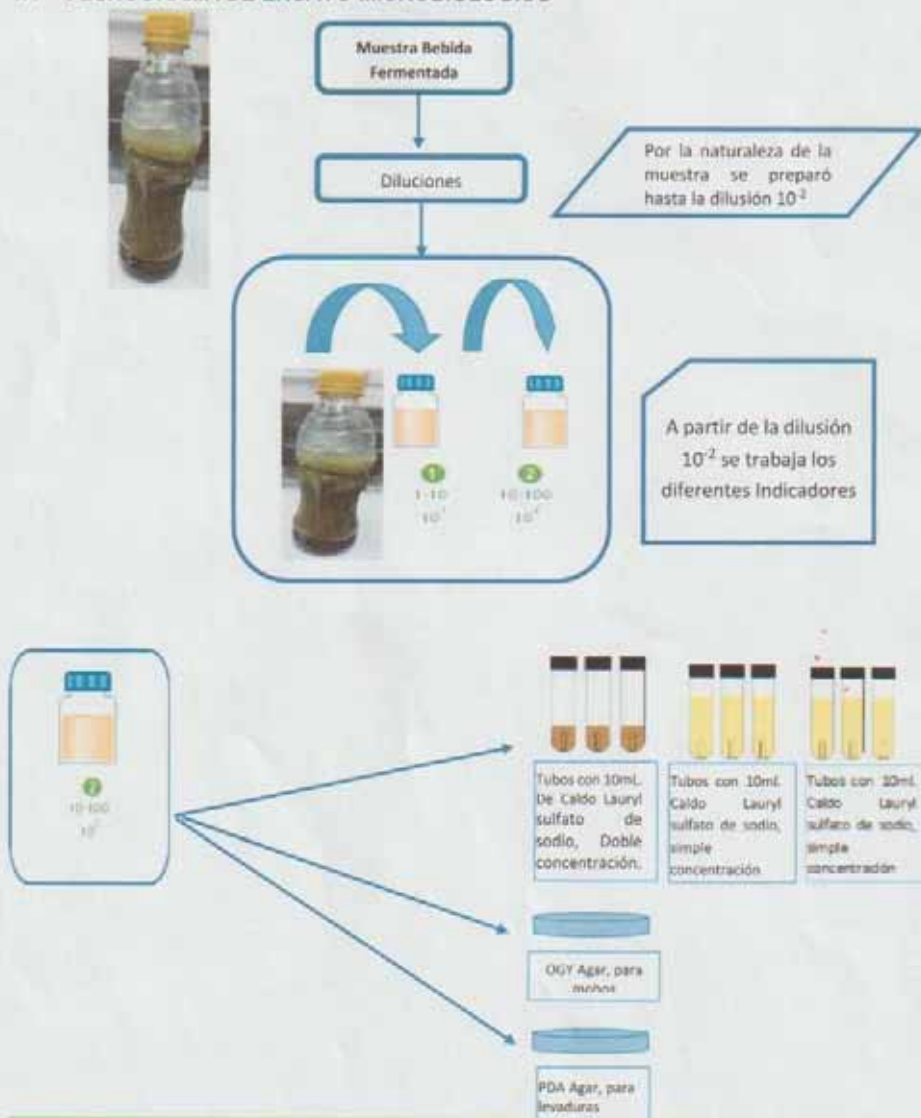 Muestra Bebida
Fermentada
Diluciones
Por la naturaleza de la
muestra se preparó
hasta la dilusión 10⁻²
1
1-10
2
10-100
A partir de la dilusión
10⁻² se trabaja los
diferentes Indicadores
2
10-100
Tubos con 10mL
De Caldo Lauryl
sulfato de
sodio, Doble
concentración.
Tubos con 10mL
Caldo Lauryl
sulfato de sodio,
simple
concentración
Tubos con 10mL
Caldo Lauryl
sulfato de sodio,
simple
concentración
OGY Agar, para
mohos
PDA Agar, para
levaduras